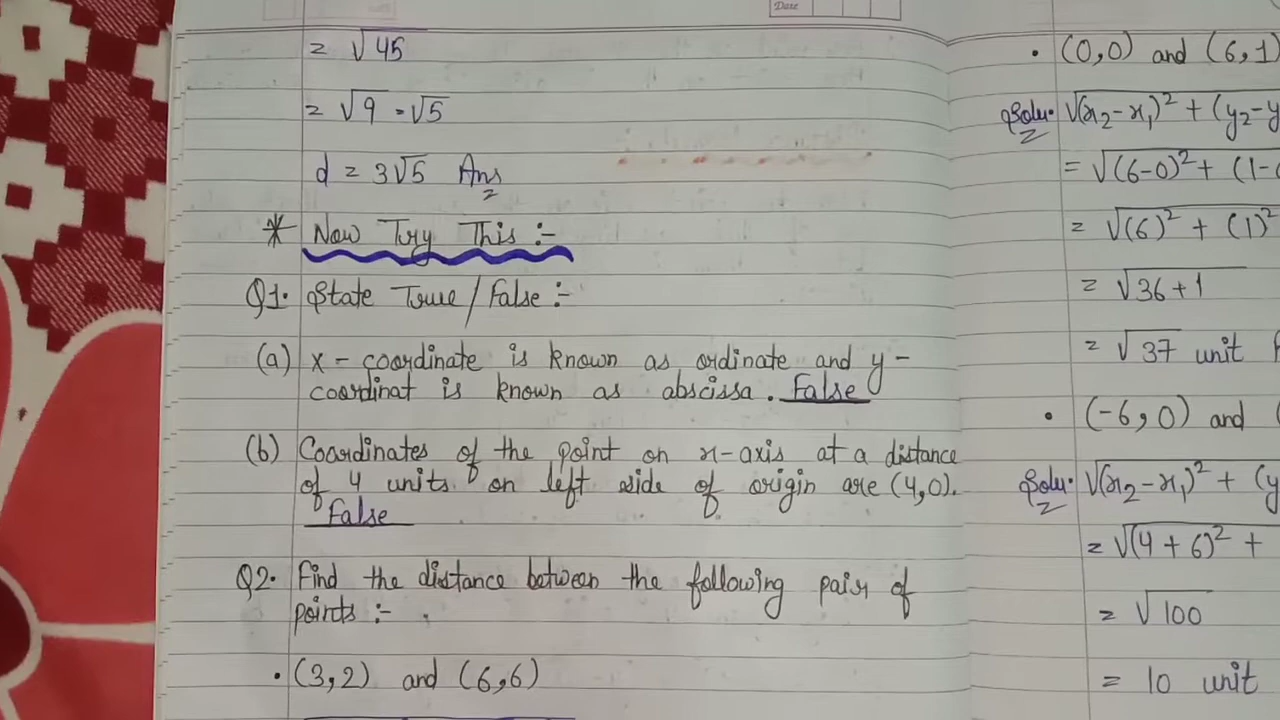 Date
= √45
= √9 × √5
d = 3√5 Ans
* Now Try This :-
Q1. State True / False :-
(a) x - coordinate is known as ordinate and y -
coordinat is known as abscissa. False
(b) Coordinates of the point on x-axis at a distance
of 4 units on left side of origin are (4,0).
False
Q2. Find the distance between the following pair of
points :-
• (3,2) and (6,6)
• (0,0) and (6,1)
Solu. √(x₂-x₁)² + (y₂-y
= √(6-0)² + (1-
= √(6)² + (1)²
= √36+1
= √37 unit
• (-6,0) and (
Solu. √(x₂-x₁)² + (y
= √(4+6)² +
= √100
= 10 unit